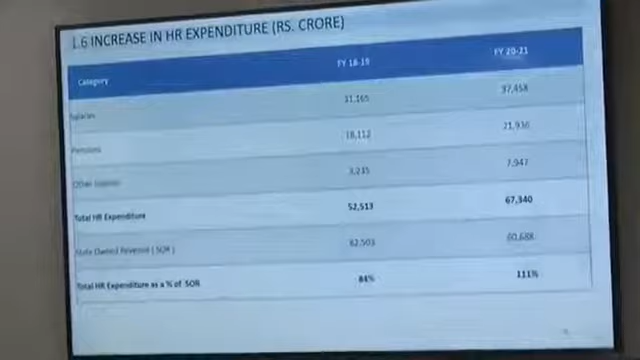 1.6 INCREASE IN HR EXPENDITURE (RS. CRORE)
Category FY 18-19 FY 20-21
Salaries 31,165 37,458
Pensions 18,112 21,936
Other 3,235 7,947
Total HR Expenditure 52,513 67,340
State Owned Revenue ( SOR ) 62,503 60,688
Total HR Expenditure as a % of SOR 84% 111%